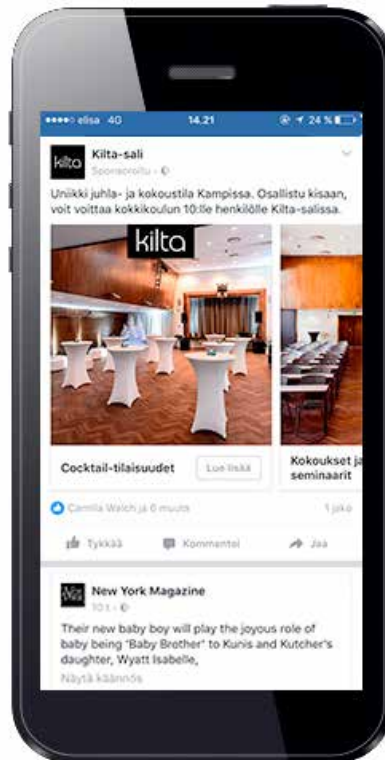 elisa 4G 14.21 24 %
kilta
Kilta-sali
Sponsoroitu ·
Uniikki juhla- ja kokoustila Kampissa. Osallistu kisaan,
voit voittaa kokkikoulun 10:lle henkilölle Kilta-salissa.
kilta
Cocktail-tilaisuudet
Lue lisää
Kokoukset ja
seminaarit
Camilla Walch ja 6 muuta
1 jako
Tykkää Kommentoi Jaa
New York Magazine
10 t ·
Their new baby boy will play the joyous role of
baby being "Baby Brother" to Kunis and Kutcher's
daughter, Wyatt Isabelle,
Näytä käännös